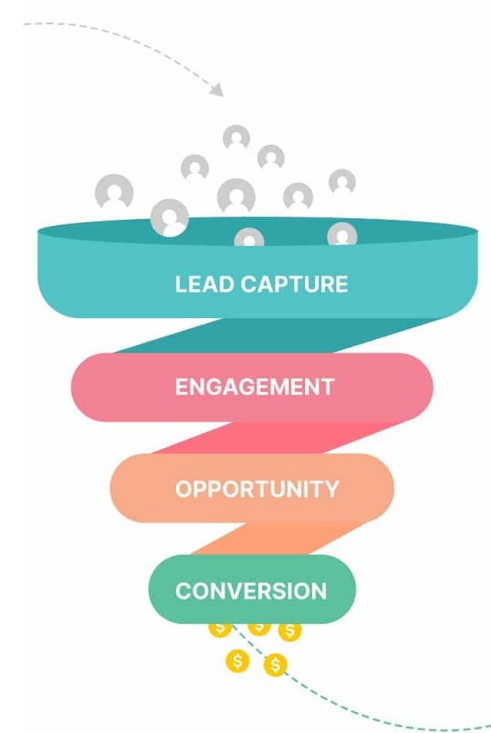 LEAD CAPTURE
ENGAGEMENT
OPPORTUNITY
CONVERSION
$ $ $
$ $